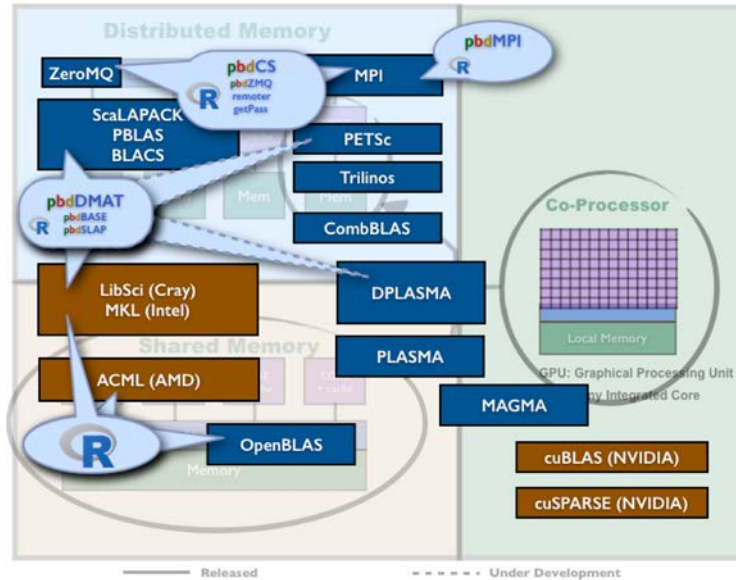 Distributed Memory
pbdMPI
R
ZeroMQ
pbdCS
pbdZMQ
remoter
getPass
R
MPI
ScaLAPACK
PBLAS
BLACS
PETSc
Trilinos
Mem
Mem
pbdDMAT
pbdBASE
pbdSLAP
R
CombBLAS
Co-Processor
LibSci (Cray)
MKL (Intel)
DPLASMA
Local Memory
Shared Memory
PLASMA
GPU: Graphical Processing Unit
ACML (AMD)
+ cache
MAGMA
Integrated Core
R
OpenBLAS
Memory
cuBLAS (NVIDIA)
cuSPARSE (NVIDIA)
Released
Under Development